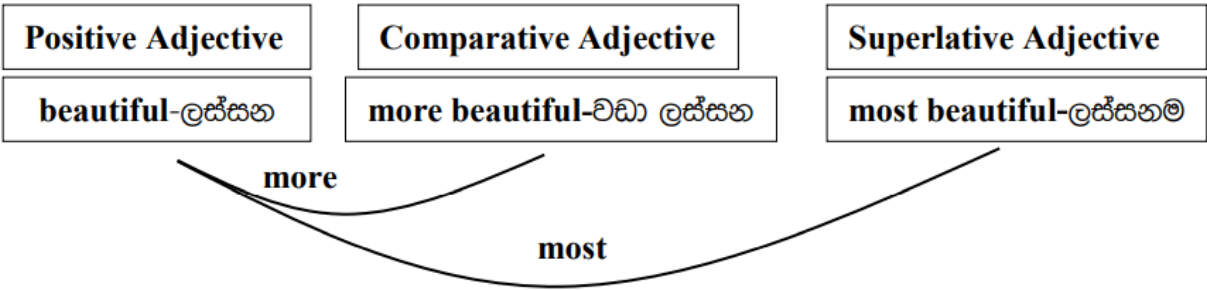 Positive Adjective
Comparative Adjective
Superlative Adjective
beautiful-ලස්සන
more beautiful-වඩා ලස්සන
most beautiful-ලස්සනම
more
most